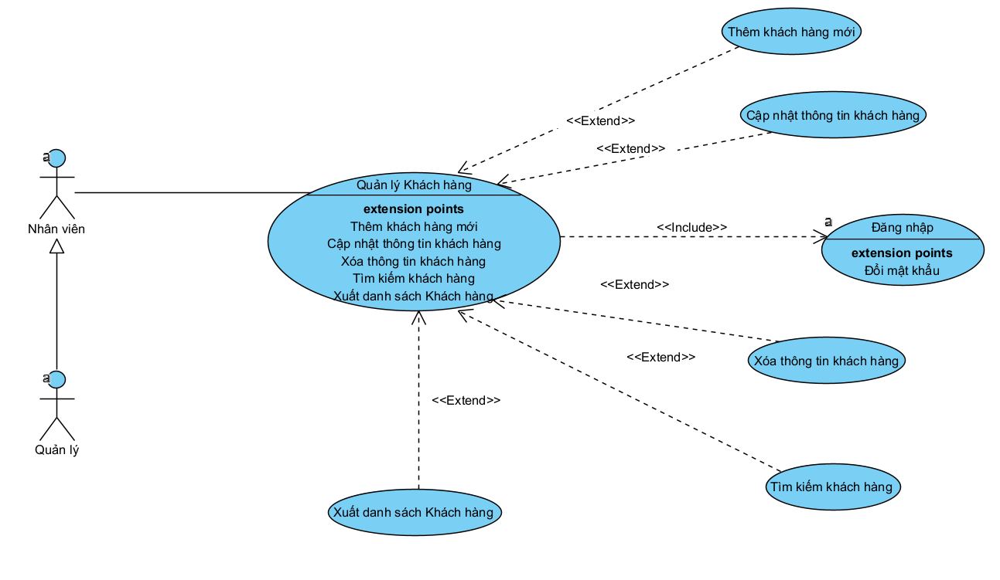 Thêm khách hàng mới
<<Extend>>
Cập nhật thông tin khách hàng
<<Extend>>
a
Nhân viên
Quản lý Khách hàng
extension points
Thêm khách hàng mới
Cập nhật thông tin khách hàng
Xóa thông tin khách hàng
Tìm kiếm khách hàng
Xuất danh sách Khách hàng
<<Include>>
a
Đăng nhập
extension points
Đổi mật khẩu
<<Extend>>
Xóa thông tin khách hàng
<<Extend>>
a
Quản lý
<<Extend>>
Tìm kiếm khách hàng
Xuất danh sách Khách hàng